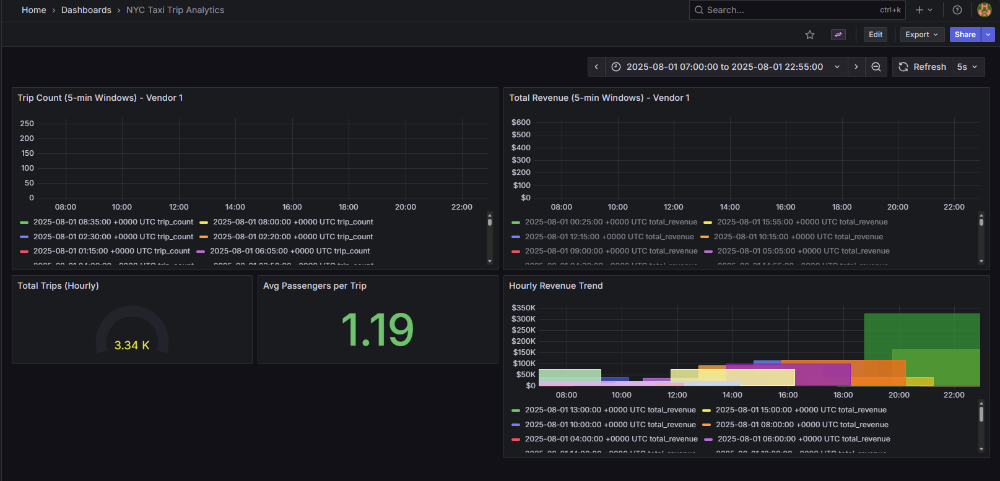 Home › Dashboards › NYC Taxi Trip Analytics
Search... ctrl+k
Edit Export Share
2025-08-01 07:00:00 to 2025-08-01 22:55:00 Refresh 5s
Trip Count (5-min Windows) - Vendor 1
250
200
150
100
50
0
08:00 10:00 12:00 14:00 16:00 18:00 20:00 22:00
2025-08-01 08:35:00 +0000 UTC trip_count 2025-08-01 08:00:00 +0000 UTC trip_count
2025-08-01 02:30:00 +0000 UTC trip_count 2025-08-01 02:20:00 +0000 UTC trip_count
2025-08-01 01:15:00 +0000 UTC trip_count 2025-08-01 06:05:00 +0000 UTC trip_count
Total Revenue (5-min Windows) - Vendor 1
$600
$500
$400
$300
$200
$100
$0
08:00 10:00 12:00 14:00 16:00 18:00 20:00 22:00
2025-08-01 00:25:00 +0000 UTC total_revenue 2025-08-01 15:55:00 +0000 UTC total_revenue
2025-08-01 12:15:00 +0000 UTC total_revenue 2025-08-01 10:15:00 +0000 UTC total_revenue
2025-08-01 09:00:00 +0000 UTC total_revenue 2025-08-01 05:05:00 +0000 UTC total_revenue
Total Trips (Hourly)
3.34 K
Avg Passengers per Trip
1.19
Hourly Revenue Trend
$350K
$300K
$250K
$200K
$150K
$100K
$50K
$0
08:00 10:00 12:00 14:00 16:00 18:00 20:00 22:00
2025-08-01 13:00:00 +0000 UTC total_revenue 2025-08-01 15:00:00 +0000 UTC total_revenue
2025-08-01 10:00:00 +0000 UTC total_revenue 2025-08-01 08:00:00 +0000 UTC total_revenue
2025-08-01 04:00:00 +0000 UTC total_revenue 2025-08-01 06:00:00 +0000 UTC total_revenue